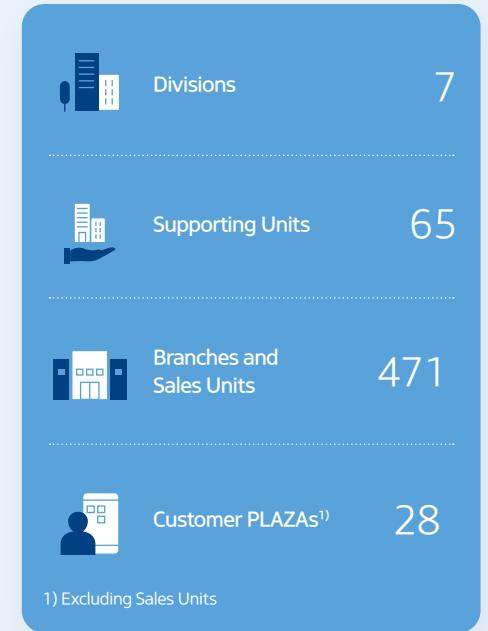 Divisions 7
Supporting Units 65
Branches and
Sales Units 471
Customer PLAZAs1) 28
1) Excluding Sales Units